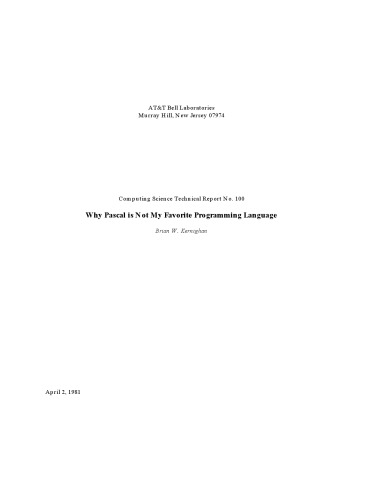 AT&T Bell Laboratories
Murray Hill, New Jersey 07974
Computing Science Technical Report No. 100
Why Pascal is Not My Favorite Programming Language
Brian W. Kernighan
April 2, 1981